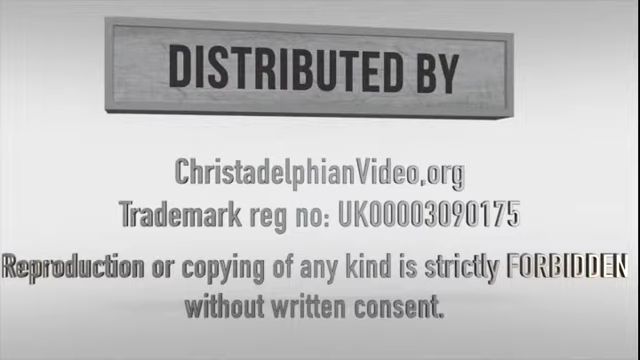 DISTRIBUTED BY
ChristadelphianVideo.org
Trademark reg no: UK00003090175
Reproduction or copying of any kind is strictly FORBIDDEN
without written consent.